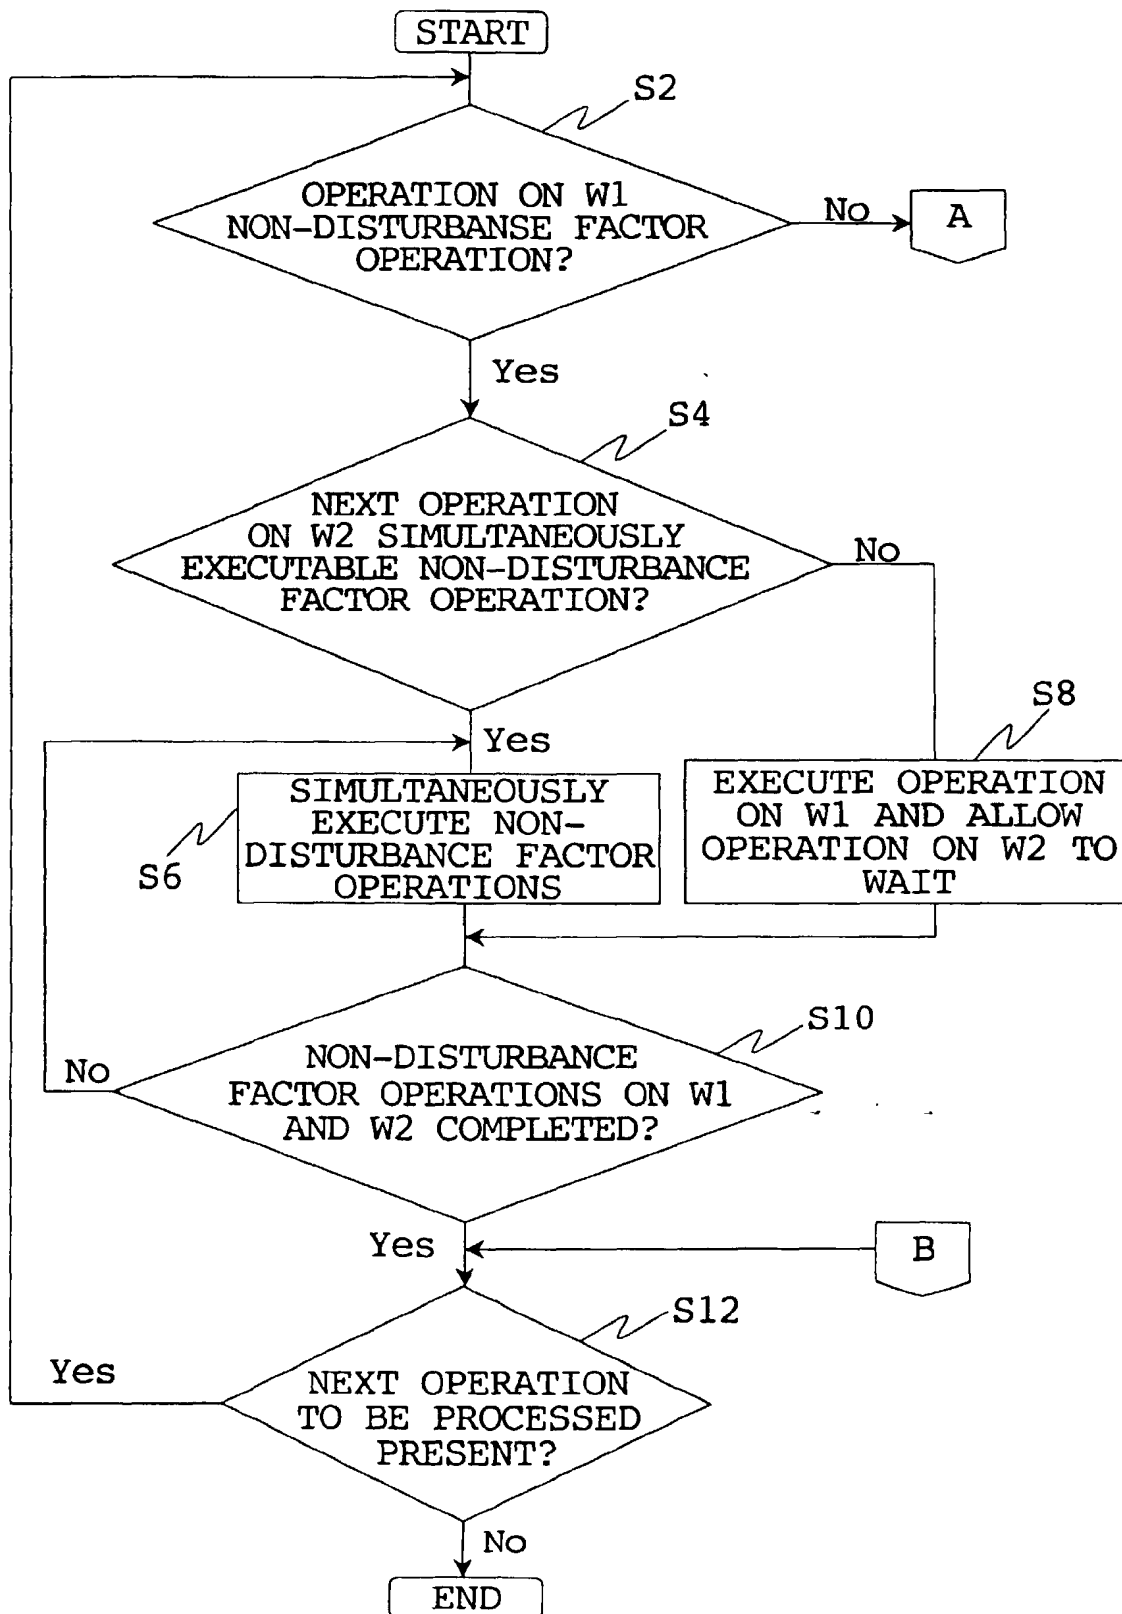 START
S2
OPERATION ON W1
NON-DISTURBANSE FACTOR
OPERATION?
No
A
Yes
S4
NEXT OPERATION
ON W2 SIMULTANEOUSLY
EXECUTABLE NON-DISTURBANCE
FACTOR OPERATION?
No
Yes
S8
SIMULTANEOUSLY
EXECUTE NON-
DISTURBANCE FACTOR
OPERATIONS
S6
EXECUTE OPERATION
ON W1 AND ALLOW
OPERATION ON W2 TO
WAIT
S10
NON-DISTURBANCE
FACTOR OPERATIONS ON W1
AND W2 COMPLETED?
No
Yes
B
S12
NEXT OPERATION
TO BE PROCESSED
PRESENT?
Yes
No
END